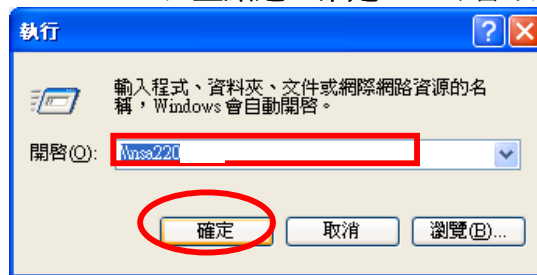 執行
輸入程式、資料夾、文件或網際網路資源的名
稱，Windows 會自動開啓。
開啓(O):
\\nsa220
確定
取消
瀏覽(B)...